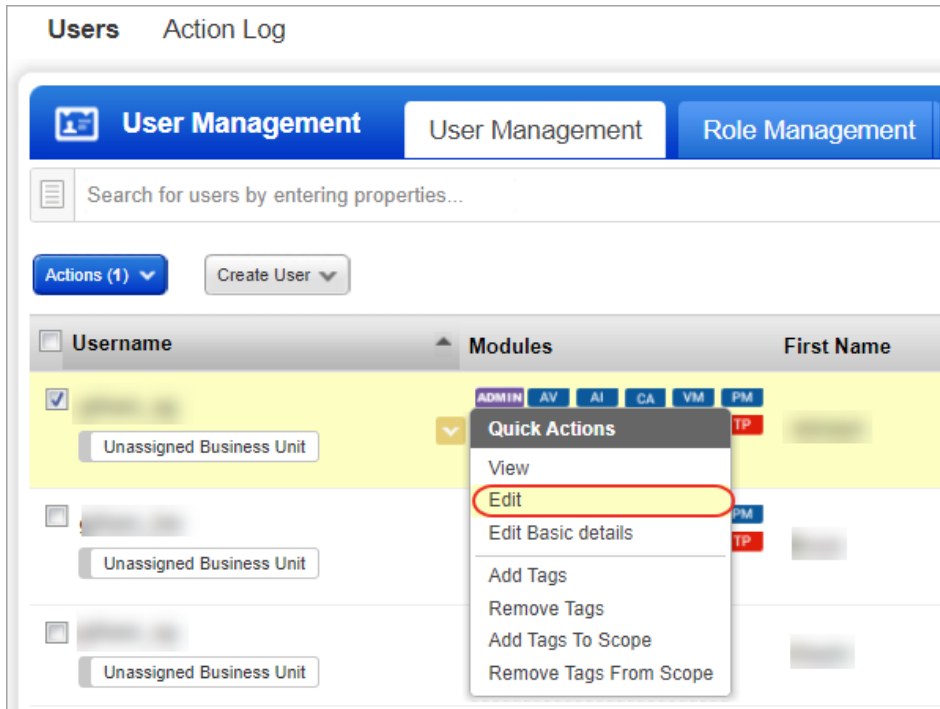 Users Action Log
User Management User Management Role Management
Search for users by entering properties...
Actions (1) Create User
Username Modules First Name
ADMIN AV AI CA VM PM
TP
Unassigned Business Unit
Quick Actions
View
Edit
Edit Basic details
Add Tags
Remove Tags
Add Tags To Scope
Remove Tags From Scope
PM
TP
Unassigned Business Unit
Unassigned Business Unit